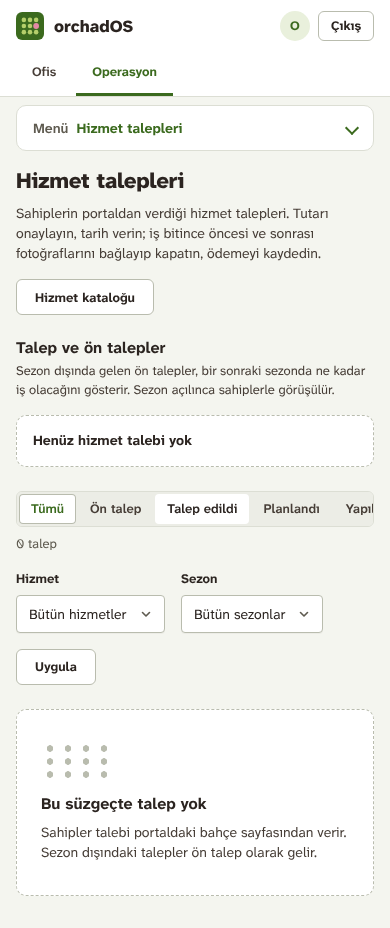 orchadOS
O
Çıkış
Ofis
Operasyon
Menü Hizmet talepleri
Hizmet talepleri
Sahiplerin portaldan verdiği hizmet talepleri. Tutarı
onaylayın, tarih verin; iş bitince öncesi ve sonrası
fotoğraflarını bağlayıp kapatın, ödemeyi kaydedin.
Hizmet kataloğu
Talep ve ön talepler
Sezon dışında gelen ön talepler, bir sonraki sezonda ne kadar
iş olacağını gösterir. Sezon açılınca sahiplerle görüşülür.
Henüz hizmet talebi yok
Tümü
Ön talep
Talep edildi
Planlandı
0 talep
Hizmet
Sezon
Bütün hizmetler
Bütün sezonlar
Uygula
Bu süzgeçte talep yok
Sahipler talebi portaldaki bahçe sayfasından verir.
Sezon dışındaki talepler ön talep olarak gelir.